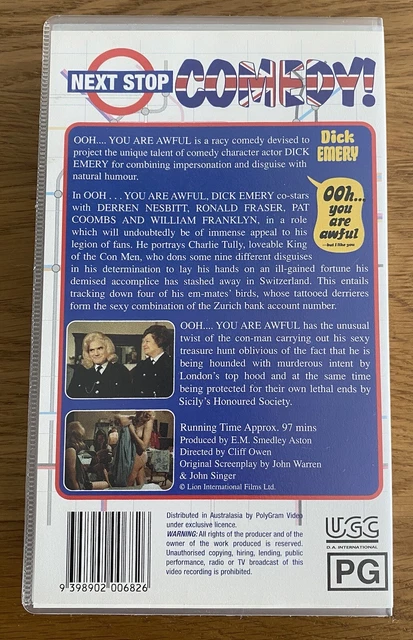 NEXT STOP COMEDY!
OOH.... YOU ARE AWFUL is a racy comedy devised to
project the unique talent of comedy character actor DICK
EMERY for combining impersonation and disguise with
natural humour.
Dick
EMERY
OOh...
you
are
awful
—but I like you
In OOH . . . YOU ARE AWFUL, DICK EMERY co-stars
with DERREN NESBITT, RONALD FRASER, PAT
COOMBS AND WILLIAM FRANKLYN, in a role
which will undoubtedly be of immense appeal to his
legion of fans. He portrays Charlie Tully, loveable King
of the Con Men, who dons some nine different disguises
in his determination to lay his hands on an ill-gained fortune his
demised accomplice has stashed away in Switzerland. This entails
tracking down four of his em-mates' birds, whose tattooed derrieres
form the sexy combination of the Zurich bank account number.
OOH.... YOU ARE AWFUL has the unusual
twist of the con-man carrying out his sexy
treasure hunt oblivious of the fact that he is
being hounded with murderous intent by
London's top hood and at the same time
being protected for their own lethal ends by
Sicily's Honoured Society.
Running Time Approx. 97 mins
Produced by E.M. Smedley Aston
Directed by Cliff Owen
Original Screenplay by John Warren
& John Singer
© Lion International Films Ltd.
Distributed in Australasia by PolyGram Video
under exclusive licence.
WARNING: All rights of the producer and of the
owner of the work produced is reserved.
Unauthorised copying, hiring, lending, public
performance, radio or TV broadcast of this
video recording is prohibited.
9 398902 006826
UGC
D.A. INTERNATIONAL
PG